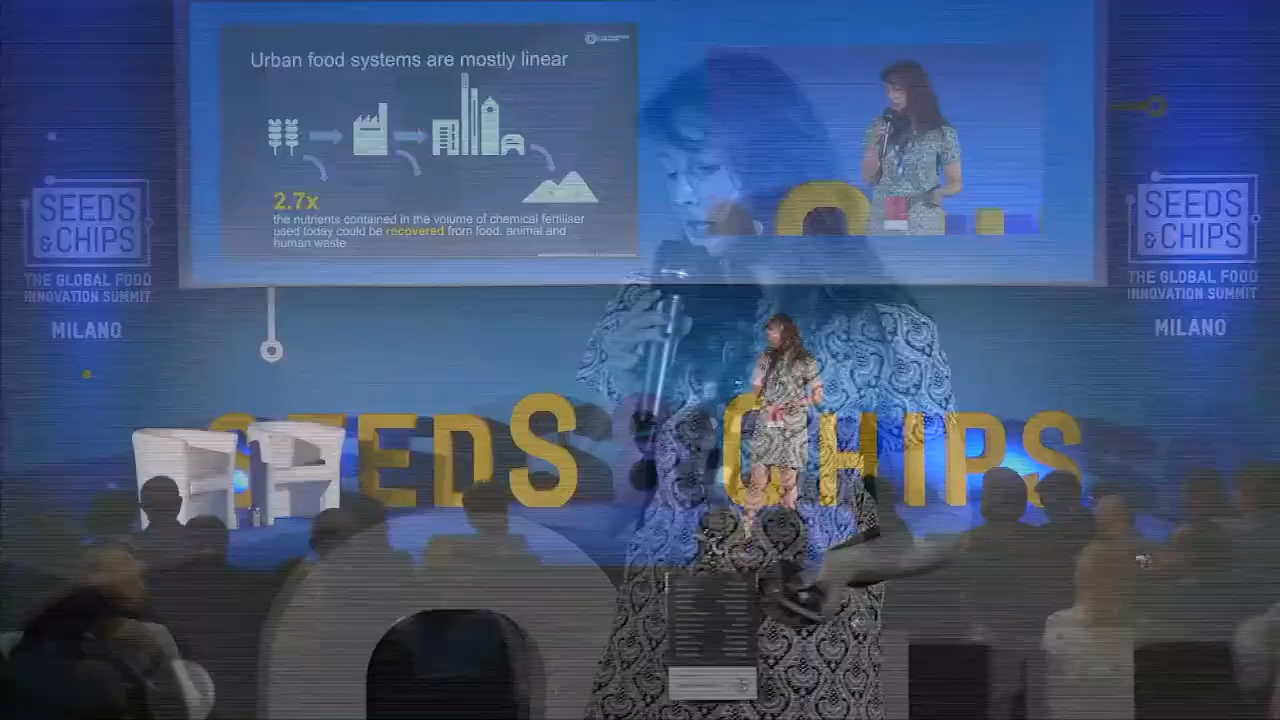 Urban food systems are mostly linear
2.7x
the nutrients contained in the volume of chemical fertiliser
used today could be recovered from food, animal and
human waste
SEEDS
& CHIPS
THE GLOBAL FOOD
INNOVATION SUMMIT
MILANO
SEEDS
& CHIPS
THE GLOBAL FOOD
INNOVATION SUMMIT
MILANO
SEEDS CHIPS